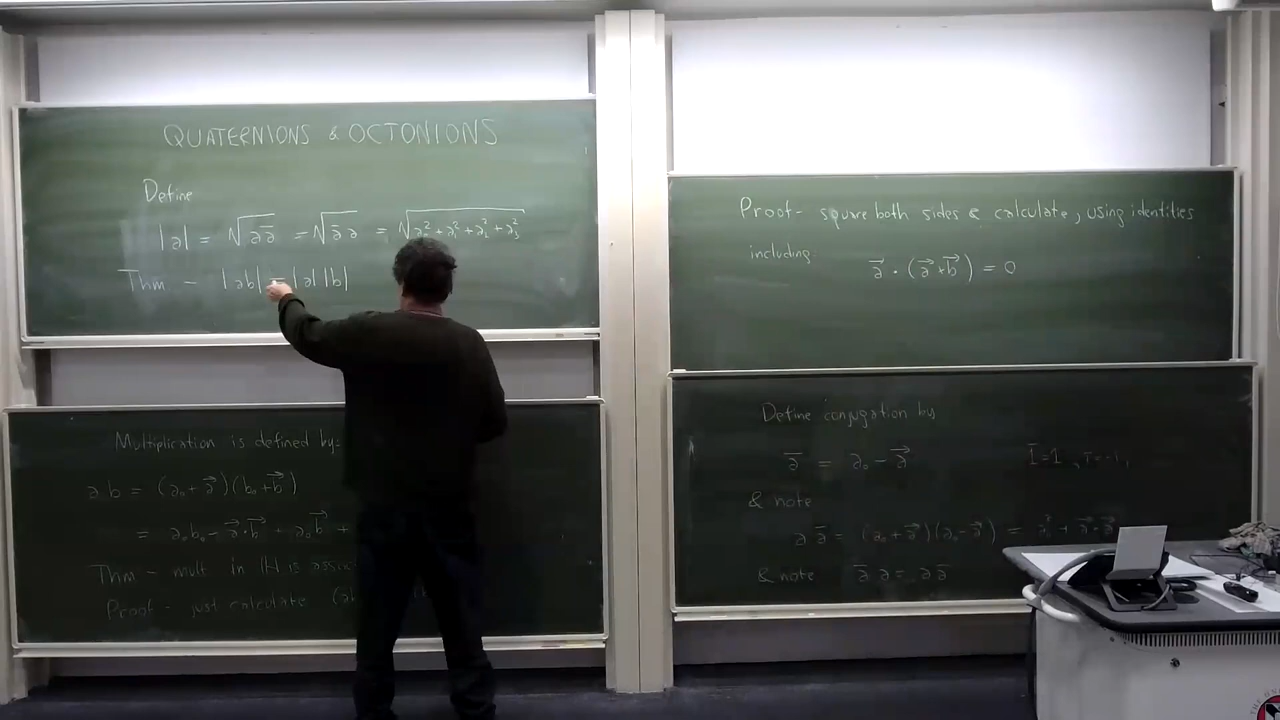 QUATERNIONS & OCTONIONS
Define
|a| = √(a ā) = √(ā a) = √(a₀² + a₁² + a₂² + a₃²)
Thm - |ab| = |a||b|
Multiplication is defined by:
a b = (a₀ + a⃗)(b₀ + b⃗)
= a₀b₀ - a⃗·b⃗ + a₀b⃗ +
Thm - mult in ℍ is
Proof - just calculate
Proof - square both sides & calculate, using identities
including:
a⃗ · (a⃗ × b⃗) = 0
Define conjugation by
ā = a₀ - a⃗
& note
a ā = (a₀ + a⃗)(a₀ - a⃗) = a₀² + a⃗·a⃗
& note ā a = a ā